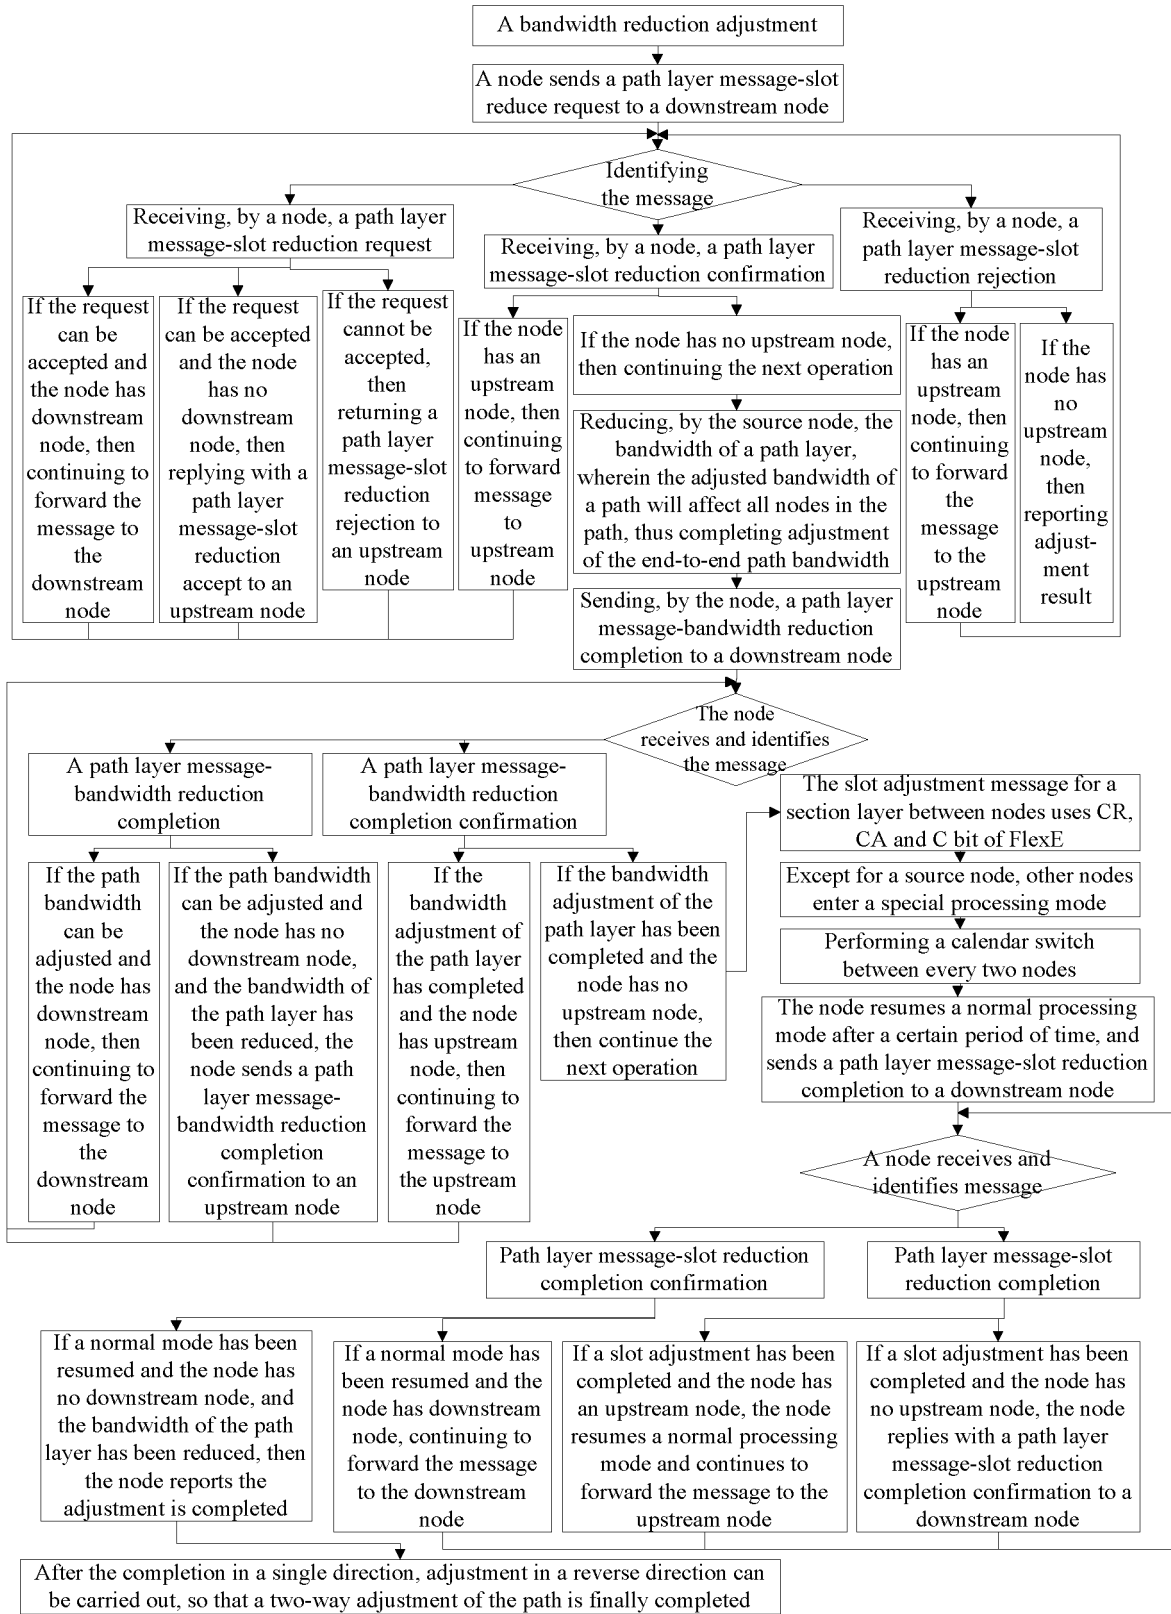 A bandwidth reduction adjustment
A node sends a path layer message-slot
reduce request to a downstream node
Identifying
the message
Receiving, by a node, a path layer
message-slot reduction request
Receiving, by a node, a path layer
message-slot reduction confirmation
Receiving, by a node, a
path layer message-slot
reduction rejection
If the request
can be
accepted and
the node has
downstream
node, then
continuing to
forward the
message to
the
downstream
node
If the request
can be accepted
and the node
has no
downstream
node, then
replying with a
path layer
message-slot
reduction
accept to an
upstream node
If the request
cannot be
accepted,
then
returning a
path layer
message-slot
reduction
rejection to
an upstream
node
If the node
has an
upstream
node, then
continuing
to forward
message to
the
upstream
node
If the node has no upstream node,
then continuing the next operation
Reducing, by the source node, the
bandwidth of a path layer,
wherein the adjusted bandwidth of
a path will affect all nodes in the
path, thus completing adjustment
of the end-to-end path bandwidth
Sending, by the node, a path layer
message-bandwidth reduction
completion to a downstream node
If the node
has an
upstream
node, then
continuing
to forward
the
message
to the
upstream
node
If the
node has
no
upstream
node,
then
reporting
adjust-
ment
result
The node
receives and identifies
the message
A path layer message-
bandwidth reduction
completion
A path layer message-
bandwidth reduction
completion confirmation
If the path
bandwidth
can be
adjusted and
the node has
downstream
node, then
continuing to
forward the
message to
the
downstream
node
If the path bandwidth
can be adjusted and
the node has no
downstream node,
and the bandwidth of
the path layer has
been reduced, the
node sends a path
layer message-
bandwidth reduction
completion
confirmation to an
upstream node
If the
bandwidth
adjustment of
the path layer
has completed
and the node
has upstream
node, then
continuing to
forward the
message to
the upstream
node
If the bandwidth
adjustment of the
path layer has been
completed and the
node has no
upstream node,
then continue the
next operation
The slot adjustment message for a
section layer between nodes uses CR,
CA and C bit of FlexE
Except for a source node, other nodes
enter a special processing mode
Performing a calendar switch
between every two nodes
The node resumes a normal processing
mode after a certain period of time, and
sends a path layer message-slot reduction
completion to a downstream node
A node receives and
identifies message
Path layer message-slot reduction
completion confirmation
Path layer message-slot
reduction completion
If a normal mode has been
resumed and the node has
no downstream node, and
the bandwidth of the path
layer has been reduced, then
the node reports the
adjustment is completed
If a normal mode has
been resumed and the
node has downstream
node, continuing to
forward the message
to the downstream
node
If a slot adjustment has been
completed and the node has
an upstream node, the node
resumes a normal processing
mode and continues to
forward the message to the
upstream node
If a slot adjustment has been
completed and the node has
no upstream node, the node
replies with a path layer
message-slot reduction
completion confirmation to a
downstream node
After the completion in a single direction, adjustment in a reverse direction can
be carried out, so that a two-way adjustment of the path is finally completed